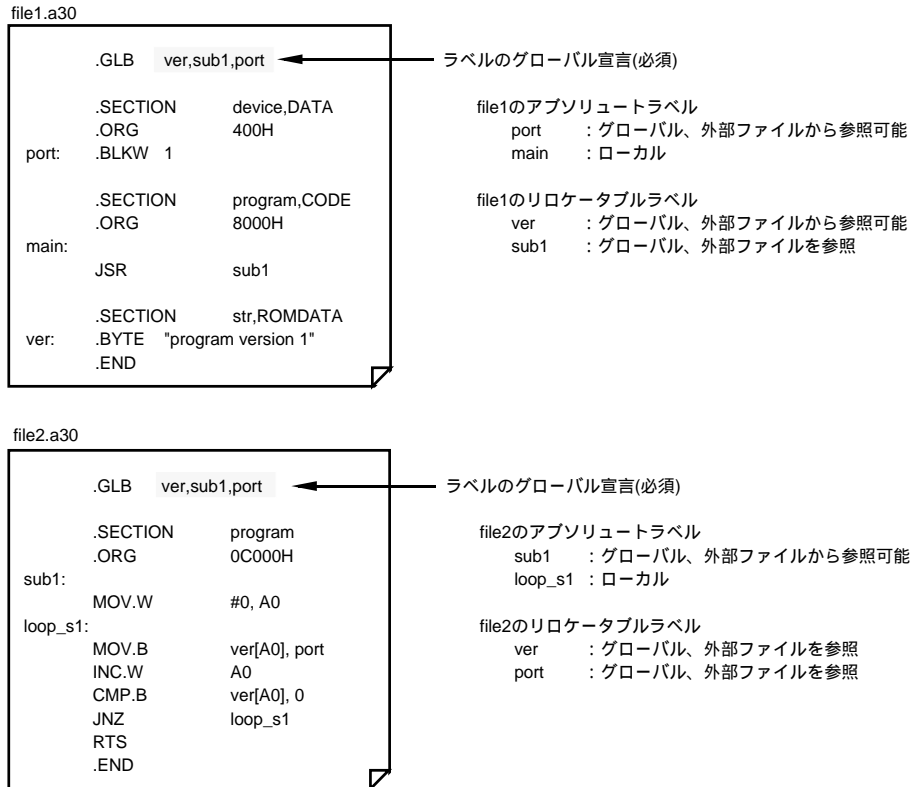 file1.a30
.GLB ver,sub1,port
ラベルのグローバル宣言(必須)
.SECTION device,DATA
.ORG 400H
port: .BLKW 1
.SECTION program,CODE
.ORG 8000H
main:
JSR sub1
.SECTION str,ROMDATA
ver: .BYTE "program version 1"
.END
file1のアブソリュートラベル
port :グローバル、外部ファイルから参照可能
main :ローカル
file1のリロケータブルラベル
ver :グローバル、外部ファイルから参照可能
sub1 :グローバル、外部ファイルを参照
file2.a30
.GLB ver,sub1,port
ラベルのグローバル宣言(必須)
.SECTION program
.ORG 0C000H
sub1:
MOV.W #0, A0
loop_s1:
MOV.B ver[A0], port
INC.W A0
CMP.B ver[A0], 0
JNZ loop_s1
RTS
.END
file2のアブソリュートラベル
sub1 :グローバル、外部ファイルから参照可能
loop_s1 :ローカル
file2のリロケータブルラベル
ver :グローバル、外部ファイルを参照
port :グローバル、外部ファイルを参照